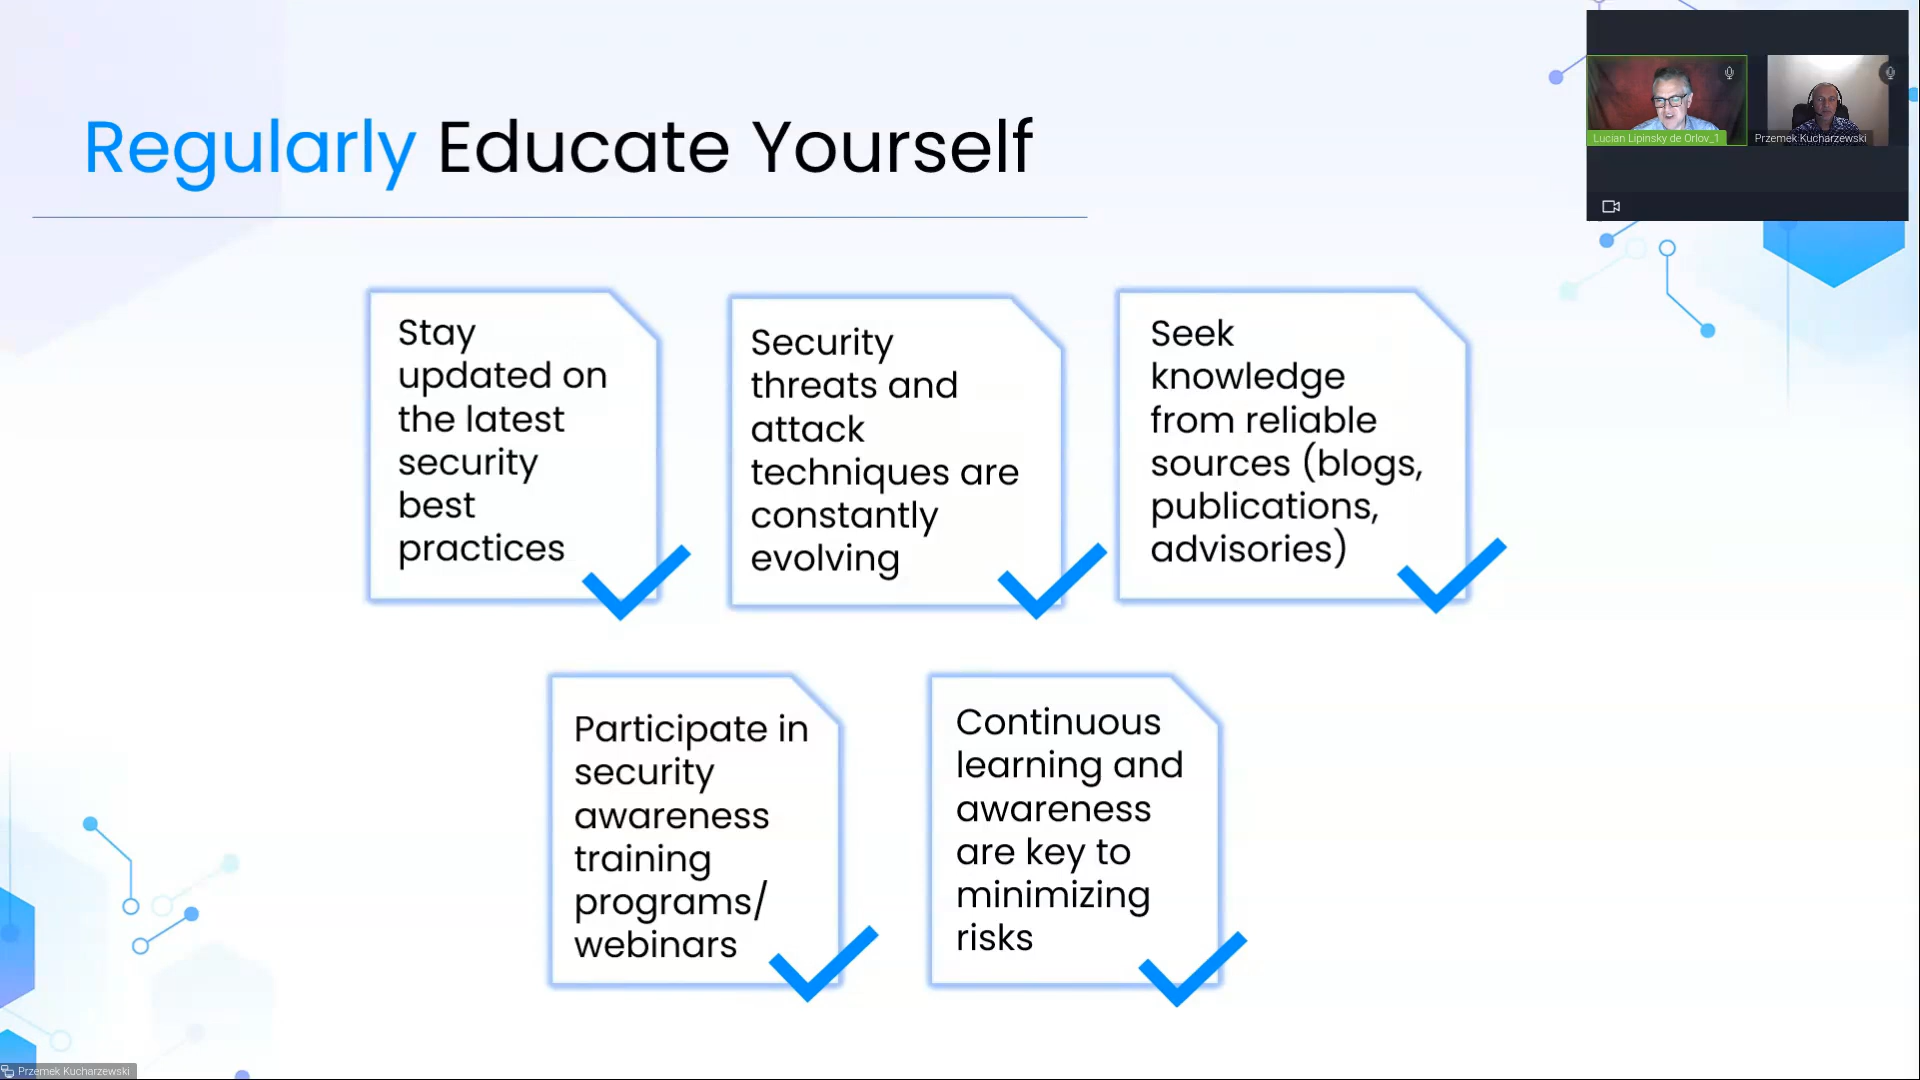 Regularly Educate Yourself
Lucian Lipinsky de Orlov_1
Przemek Kucharzewski
Stay
updated on
the latest
security
best
practices
Security
threats and
attack
techniques are
constantly
evolving
Seek
knowledge
from reliable
sources (blogs,
publications,
advisories)
Participate in
security
awareness
training
programs/
webinars
Continuous
learning and
awareness
are key to
minimizing
risks
Przemek Kucharzewski